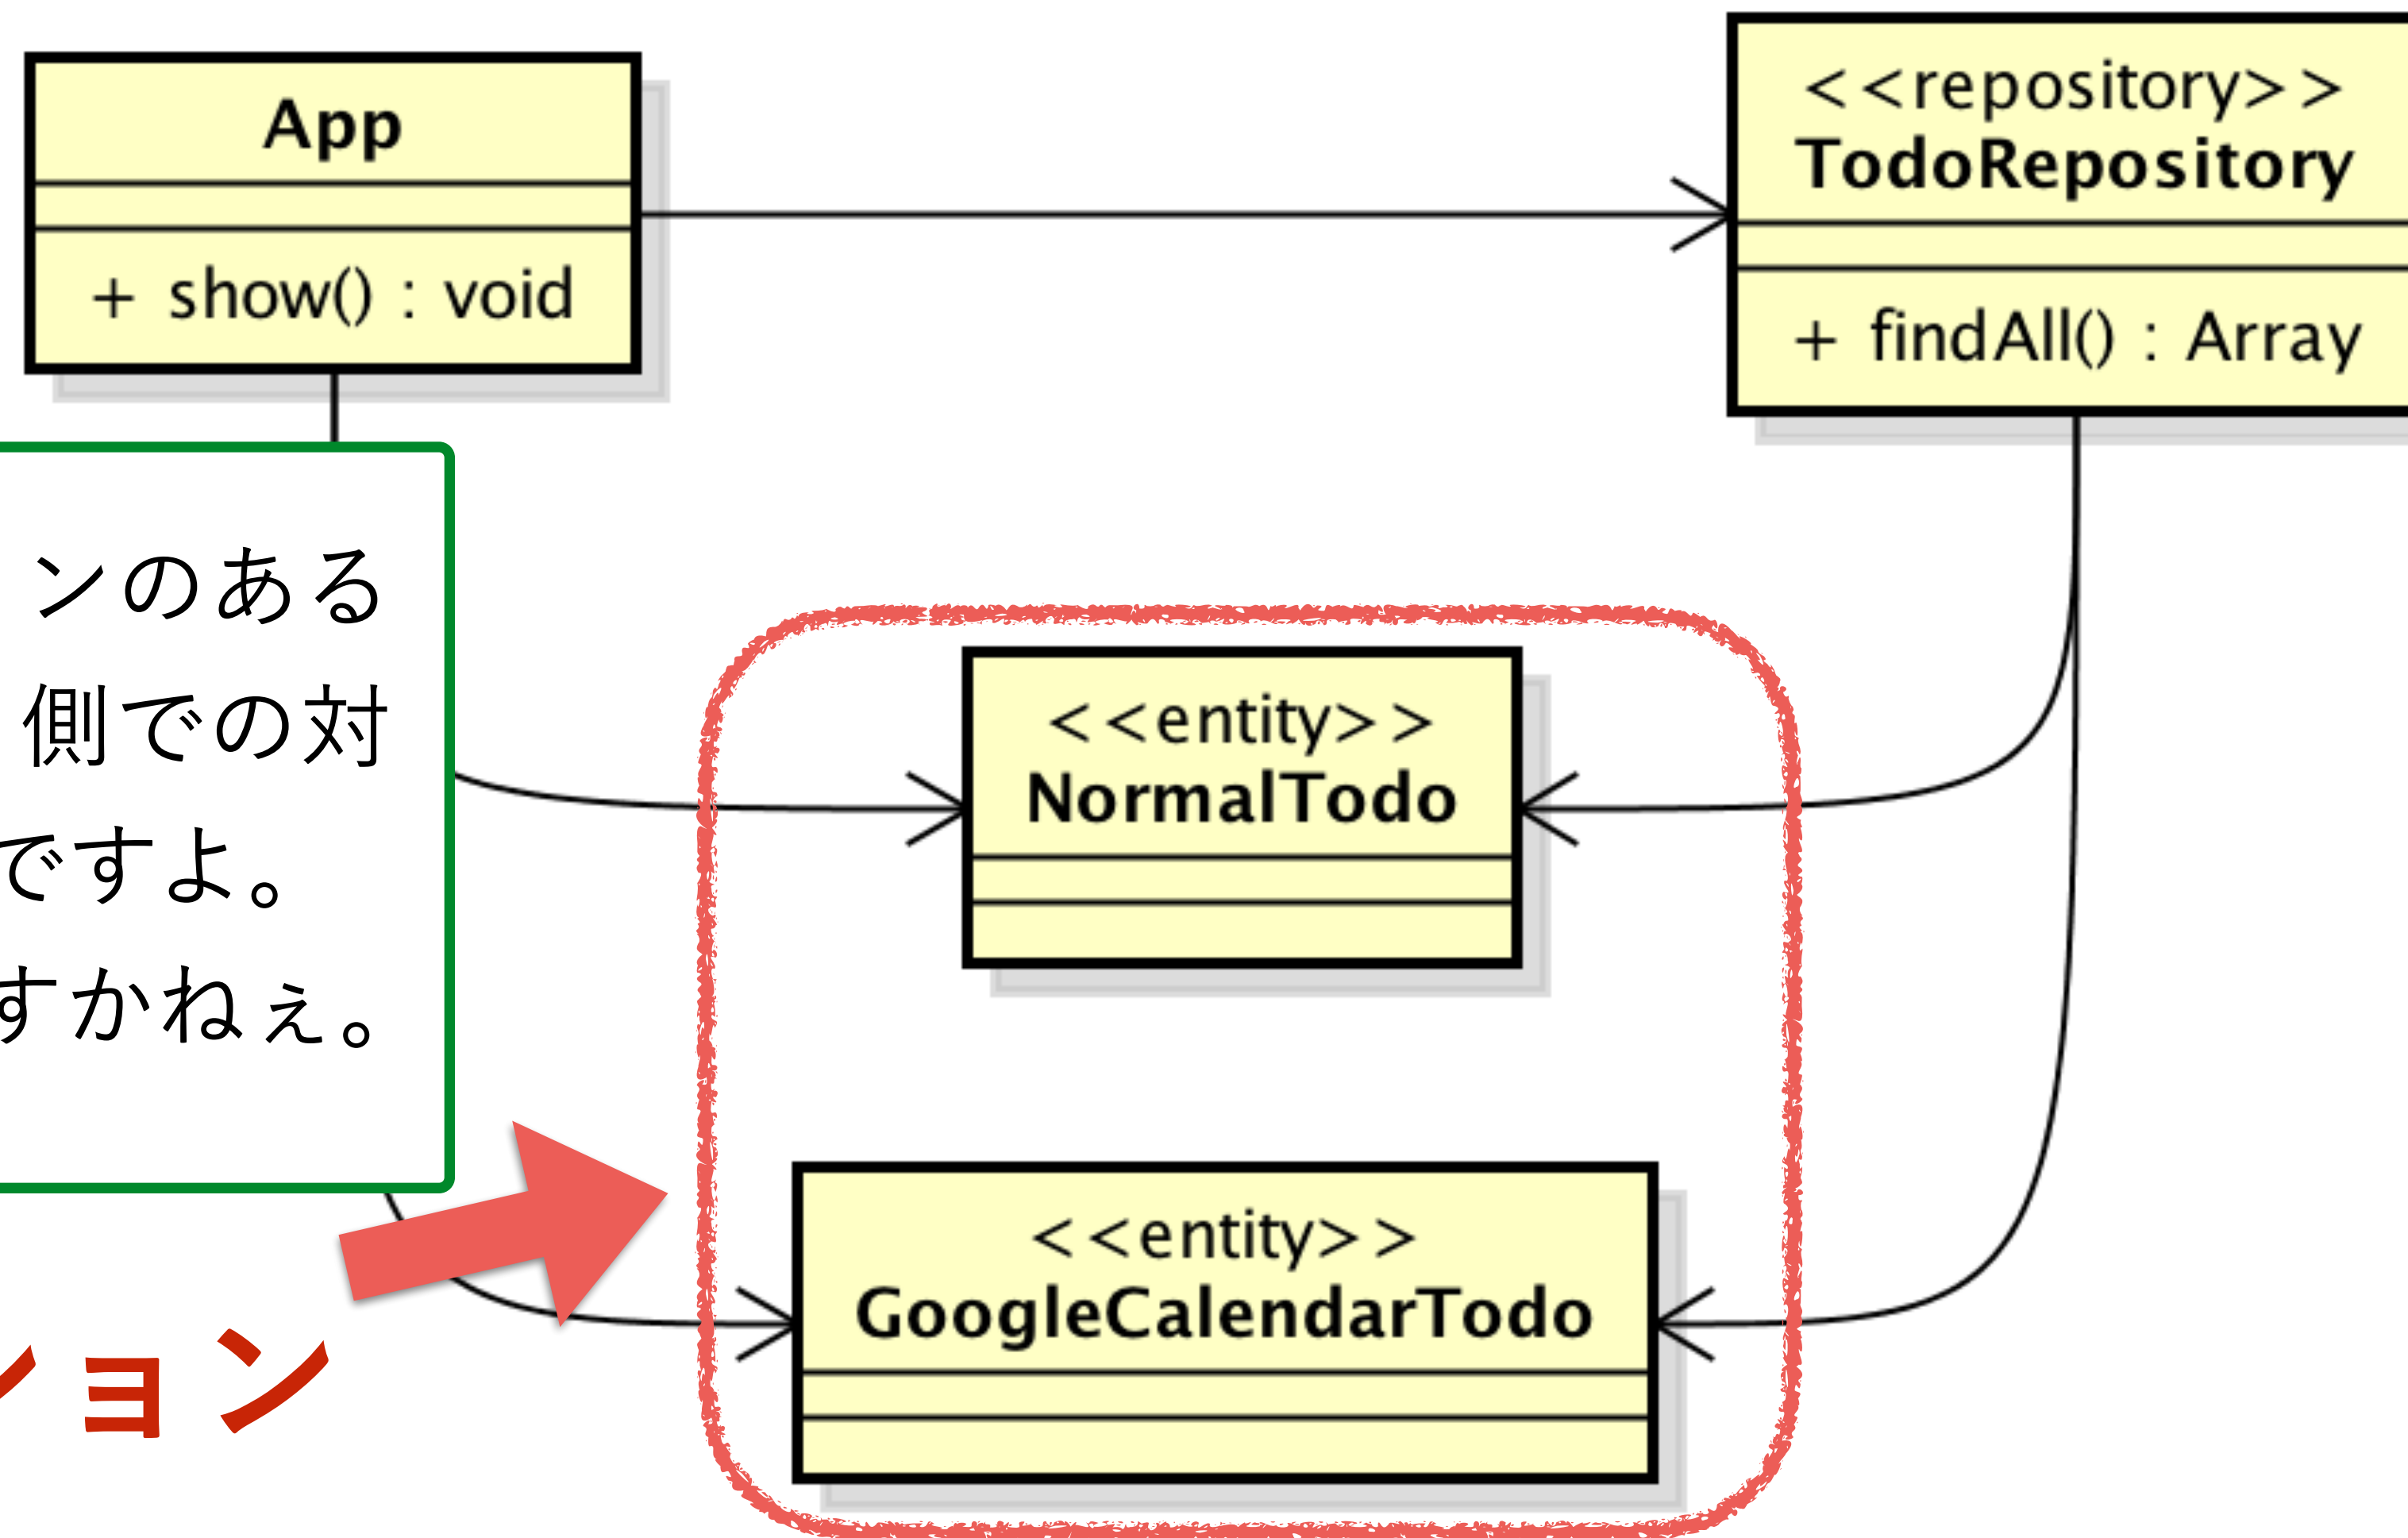 App
+ show() : void
<<repository>>
TodoRepository
+ findAll() : Array
ンのある
側での対
ですよ。
すかねぇ。
<<entity>>
NormalTodo
<<entity>>
GoogleCalendarTodo
ション